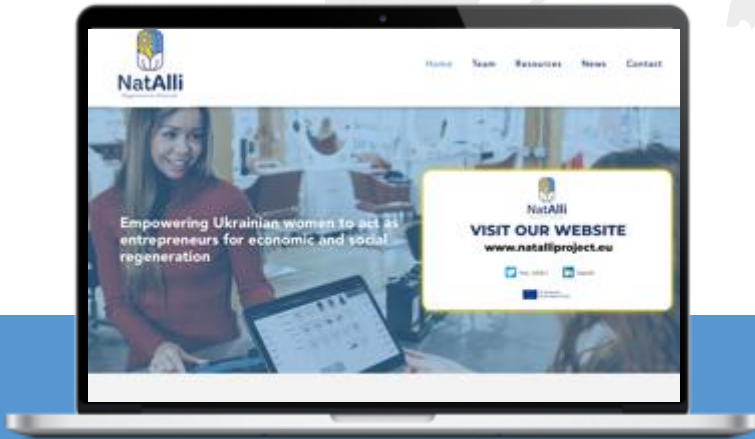 NatAlli
Home Team Resources News Contact
Empowering Ukrainian women to act as
entrepreneurs for economic and social
regeneration
NatAlli
VISIT OUR WEBSITE
www.natalliproject.eu